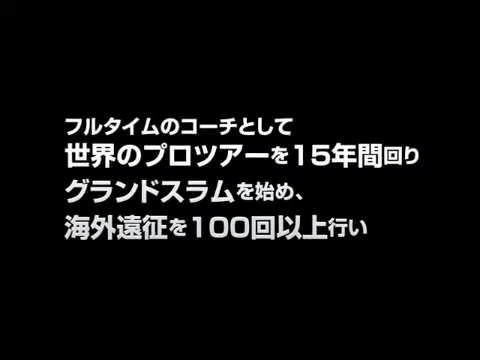 フルタイムのコーチとして
世界のプロツアーを15年間回り
グランドスラムを始め、
海外遠征を100回以上行い